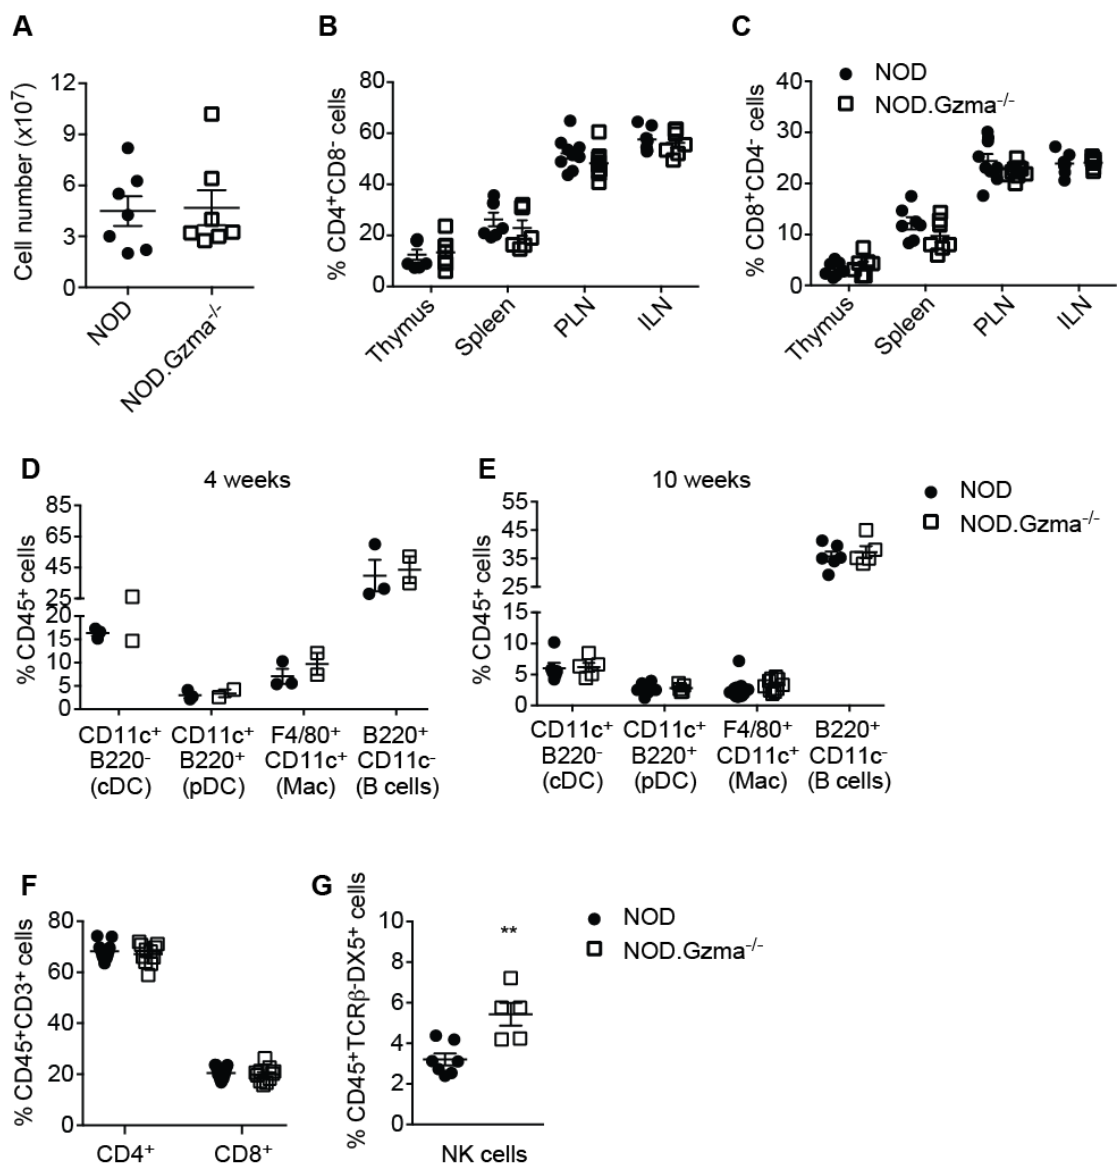 A
Cell number (x10⁷)
12
9
6
3
0
NOD
NOD.Gzma⁻/⁻
B
% CD4⁺CD8⁻ cells
80
60
40
20
0
Thymus
Spleen
PLN
ILN
C
% CD8⁺CD4⁻ cells
40
30
20
10
0
NOD
NOD.Gzma⁻/⁻
Thymus
Spleen
PLN
ILN
D
4 weeks
% CD45⁺ cells
85
65
45
25
20
15
10
5
0
CD11c⁺
B220⁻
(cDC)
CD11c⁺
B220⁺
(pDC)
F4/80⁺
CD11c⁺
(Mac)
B220⁺
CD11c⁻
(B cells)
E
10 weeks
% CD45⁺ cells
55
45
35
25
15
10
5
0
CD11c⁺
B220⁻
(cDC)
CD11c⁺
B220⁺
(pDC)
F4/80⁺
CD11c⁺
(Mac)
B220⁺
CD11c⁻
(B cells)
NOD
NOD.Gzma⁻/⁻
F
% CD45⁺CD3⁺ cells
80
60
40
20
0
CD4⁺
CD8⁺
G
% CD45⁺TCRβ-DX5⁺ cells
10
8
6
4
2
0
**
NK cells
NOD
NOD.Gzma⁻/⁻